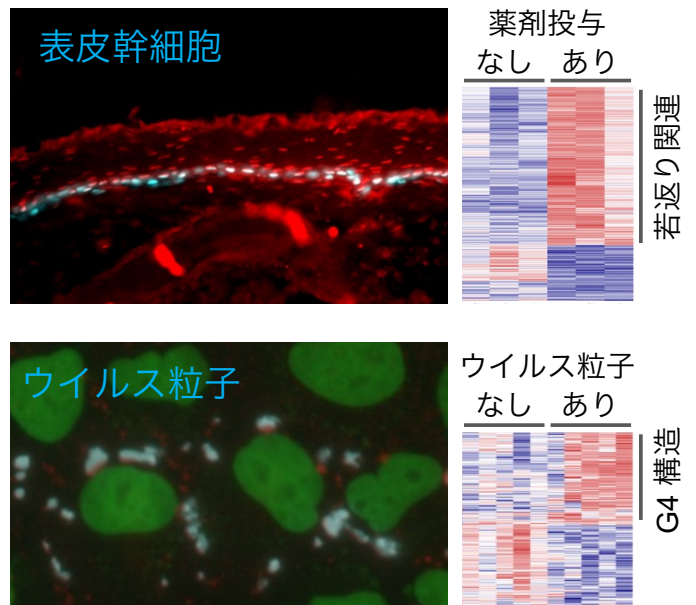 表皮幹細胞
薬剤投与
なし あり
若返り関連
ウイルス粒子
ウイルス粒子
なし あり
G4 構造